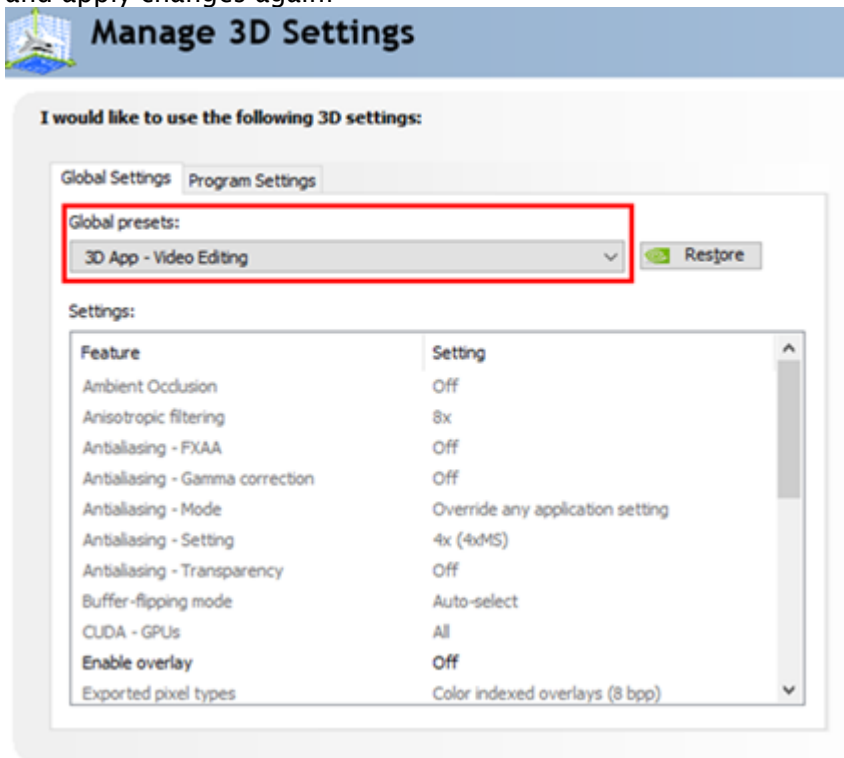 and apply changes again.
Manage 3D Settings
I would like to use the following 3D settings:
Global Settings Program Settings
Global presets:
3D App - Video Editing
Restore
Settings:
Feature Setting
Ambient Occlusion Off
Anisotropic filtering 8x
Antialiasing - FXAA Off
Antialiasing - Gamma correction Off
Antialiasing - Mode Override any application setting
Antialiasing - Setting 4x (4xMS)
Antialiasing - Transparency Off
Buffer-flipping mode Auto-select
CUDA - GPUs All
Enable overlay Off
Exported pixel types Color indexed overlays (8 bpp)